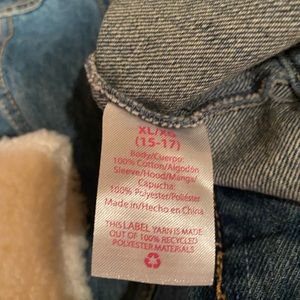 XL/XG
(15-17)
Body/Cuerpo:
100% Cotton/Algodón
Sleeve/Hood/Manga/
Capucha:
100% Polyester/Poliéster
Made in/Hecho en China
THIS LABEL YARN IS MADE
OUT OF 100% RECYCLED
POLYESTER MATERIALS